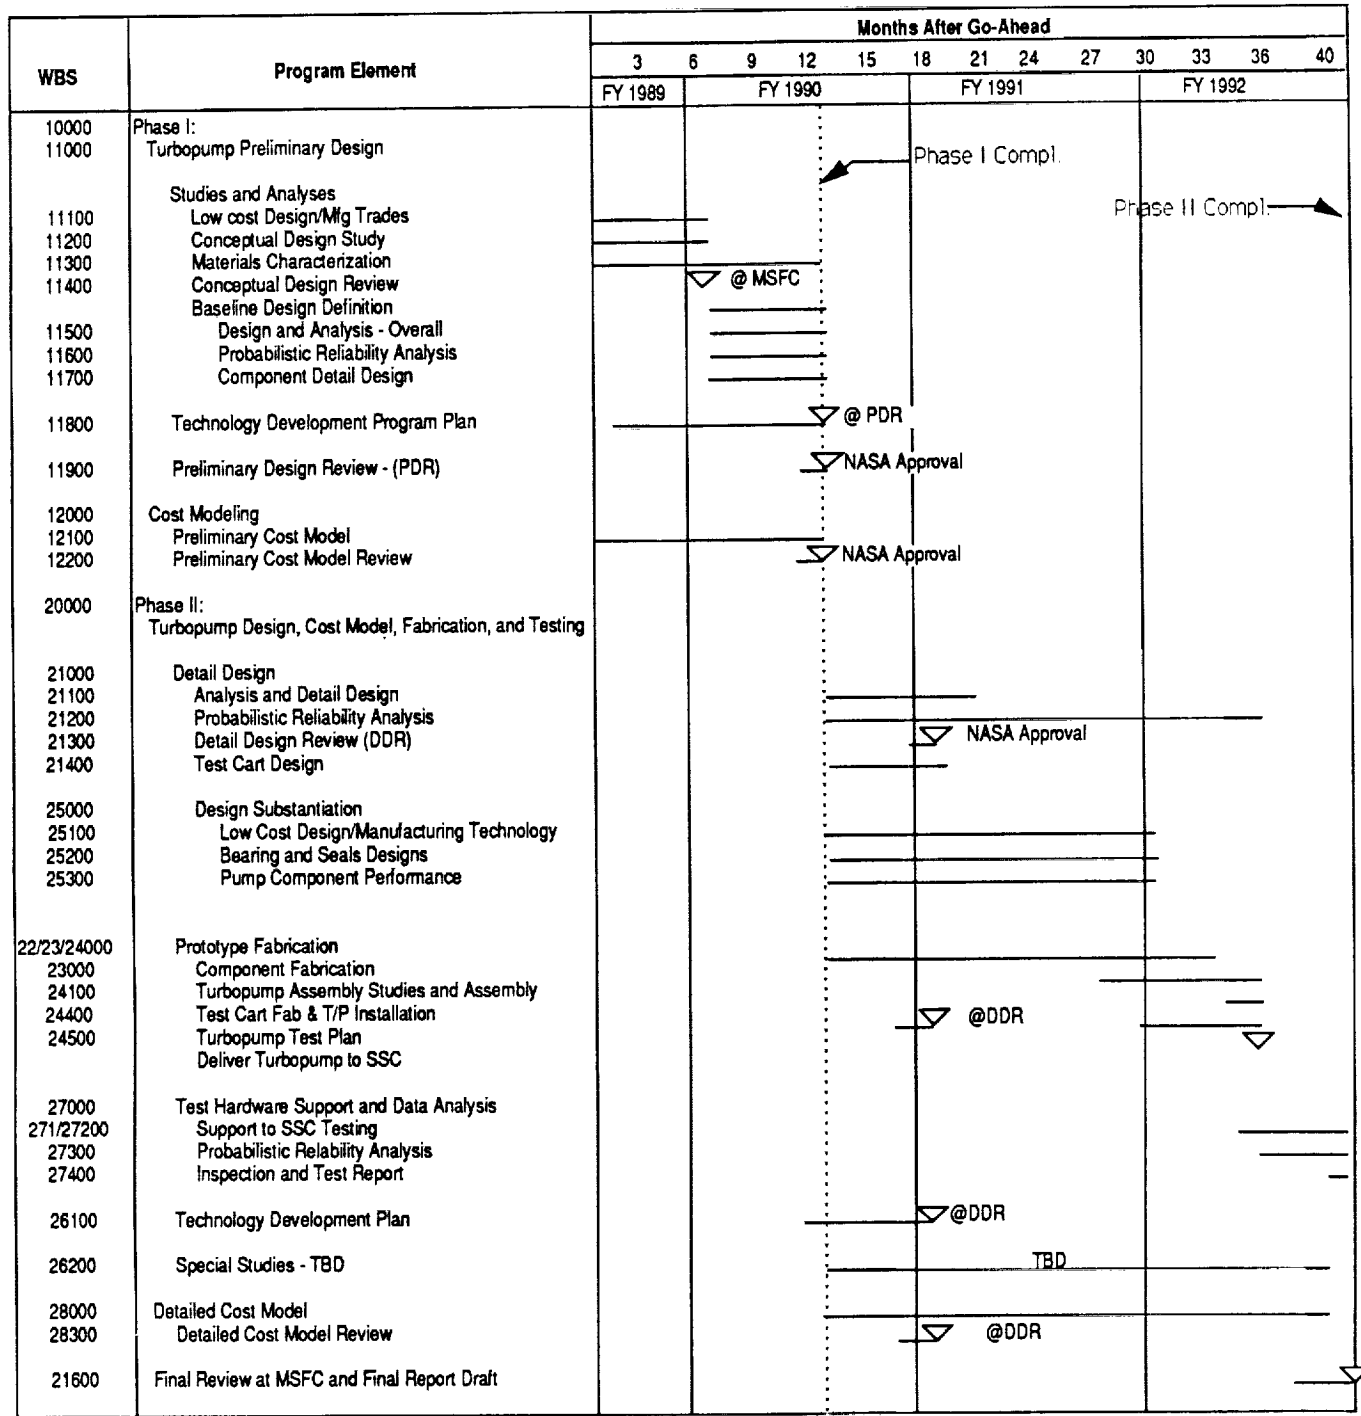 Months After Go-Ahead
WBS Program Element 3 6 9 12 15 18 21 24 27 30 33 36 40
FY 1989 FY 1990 FY 1991 FY 1992
10000 Phase I:
11000 Turbopump Preliminary Design
Phase I Compl.
Studies and Analyses
Phase II Compl.
11100 Low cost Design/Mfg Trades
11200 Conceptual Design Study
11300 Materials Characterization
11400 Conceptual Design Review @ MSFC
Baseline Design Definition
11500 Design and Analysis - Overall
11600 Probabilistic Reliability Analysis
11700 Component Detail Design
11800 Technology Development Program Plan @ PDR
11900 Preliminary Design Review - (PDR) NASA Approval
12000 Cost Modeling
12100 Preliminary Cost Model
12200 Preliminary Cost Model Review NASA Approval
20000 Phase II:
Turbopump Design, Cost Model, Fabrication, and Testing
21000 Detail Design
21100 Analysis and Detail Design
21200 Probabilistic Reliability Analysis
21300 Detail Design Review (DDR) NASA Approval
21400 Test Cart Design
25000 Design Substantiation
25100 Low Cost Design/Manufacturing Technology
25200 Bearing and Seals Designs
25300 Pump Component Performance
22/23/24000 Prototype Fabrication
23000 Component Fabrication
24100 Turbopump Assembly Studies and Assembly
24400 Test Cart Fab & T/P Installation @DDR
24500 Turbopump Test Plan
Deliver Turbopump to SSC
27000 Test Hardware Support and Data Analysis
271/27200 Support to SSC Testing
27300 Probabilistic Relability Analysis
27400 Inspection and Test Report
26100 Technology Development Plan @DDR
26200 Special Studies - TBD TBD
28000 Detailed Cost Model
28300 Detailed Cost Model Review @DDR
21600 Final Review at MSFC and Final Report Draft